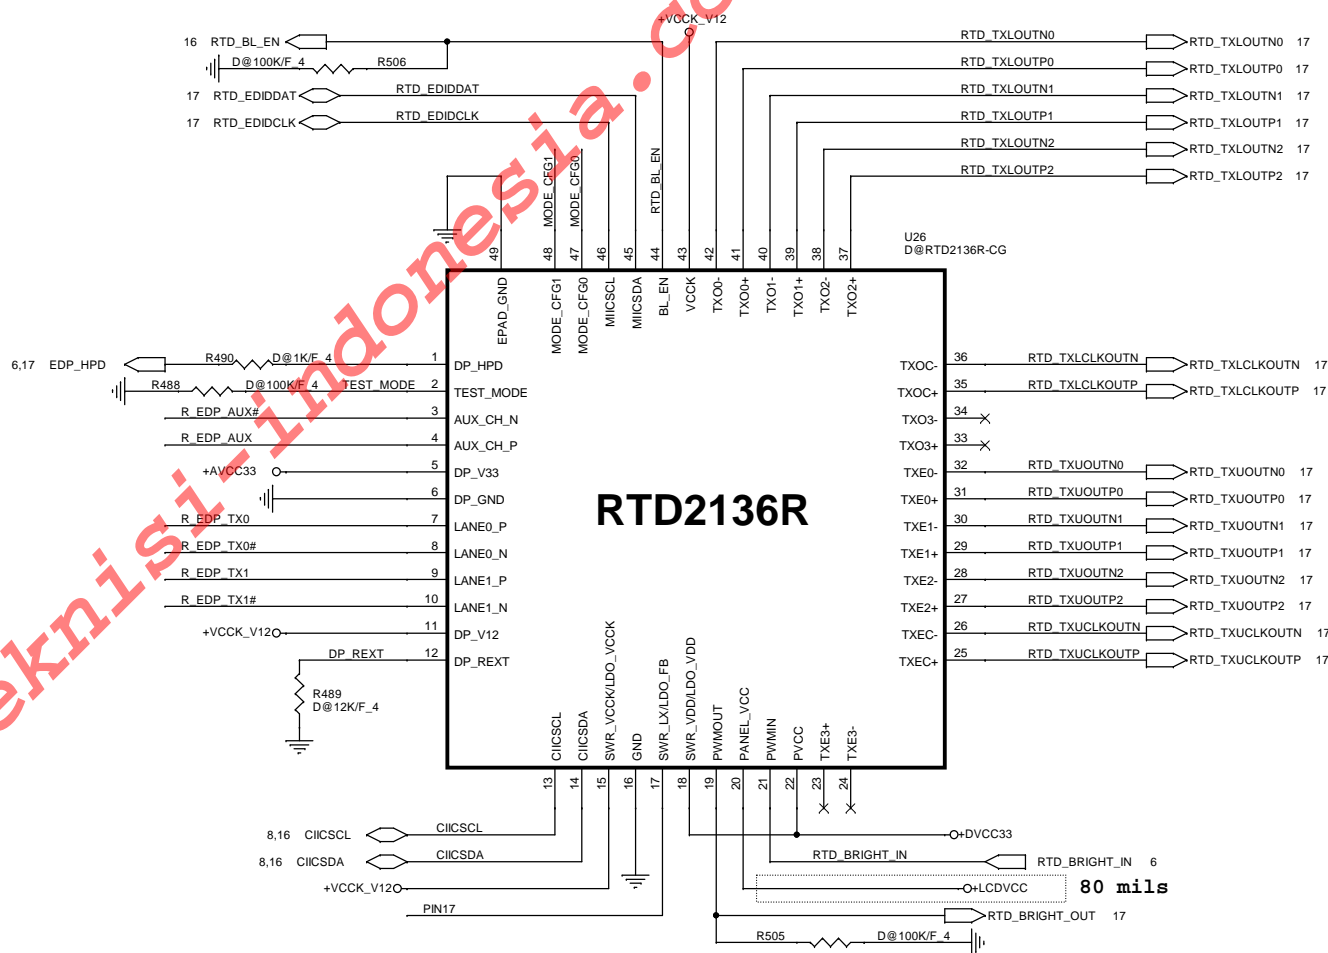 +VCCK_V12
16 RTD_BL_EN
D@100K/F_4 R506
17 RTD_EDIDDAT RTD_EDIDDAT
17 RTD_EDIDCLK RTD_EDIDCLK
RTD_TXLOUTN0 RTD_TXLOUTN0 17
RTD_TXLOUTP0 RTD_TXLOUTP0 17
RTD_TXLOUTN1 RTD_TXLOUTN1 17
RTD_TXLOUTP1 RTD_TXLOUTP1 17
RTD_TXLOUTN2 RTD_TXLOUTN2 17
RTD_TXLOUTP2 RTD_TXLOUTP2 17
MODE_CFG1
MODE_CFG0
RTD_BL_EN
U26
D@RTD2136R-CG
49 48 47 46 45 44 43 42 41 40 39 38 37
EPAD_GND
MODE_CFG1
MODE_CFG0
MIICSCL
MIICSDA
BL_EN
VCCK
TXO0-
TXO0+
TXO1-
TXO1+
TXO2-
TXO2+
6,17 EDP_HPD R490 D@1K/F_4 1 DP_HPD
R488 D@100K/F_4 TEST_MODE 2 TEST_MODE
R_EDP_AUX# 3 AUX_CH_N
R_EDP_AUX 4 AUX_CH_P
+AVCC33 5 DP_V33
6 DP_GND
R_EDP_TX0 7 LANE0_P
R_EDP_TX0# 8 LANE0_N
R_EDP_TX1 9 LANE1_P
R_EDP_TX1# 10 LANE1_N
+VCCK_V12 11 DP_V12
DP_REXT 12 DP_REXT
R489
D@12K/F_4
RTD2136R
TXOC- 36 RTD_TXLCLKOUTN RTD_TXLCLKOUTN 17
TXOC+ 35 RTD_TXLCLKOUTP RTD_TXLCLKOUTP 17
TXO3- 34
TXO3+ 33
TXE0- 32 RTD_TXUOUTN0 RTD_TXUOUTN0 17
TXE0+ 31 RTD_TXUOUTP0 RTD_TXUOUTP0 17
TXE1- 30 RTD_TXUOUTN1 RTD_TXUOUTN1 17
TXE1+ 29 RTD_TXUOUTP1 RTD_TXUOUTP1 17
TXE2- 28 RTD_TXUOUTN2 RTD_TXUOUTN2 17
TXE2+ 27 RTD_TXUOUTP2 RTD_TXUOUTP2 17
TXEC- 26 RTD_TXUCLKOUTN RTD_TXUCLKOUTN 17
TXEC+ 25 RTD_TXUCLKOUTP RTD_TXUCLKOUTP 17
CIICSCL
CIICSDA
SWR_VCCK/LDO_VCCK
GND
SWR_LX/LDO_FB
SWR_VDD/LDO_VDD
PWMOUT
PANEL_VCC
PWMIN
PVCC
TXE3+
TXE3-
13 14 15 16 17 18 19 20 21 22 23 24
8,16 CIICSCL CIICSCL
8,16 CIICSDA CIICSDA
+VCCK_V12
PIN17
+DVCC33
RTD_BRIGHT_IN RTD_BRIGHT_IN 6
+LCDVCC 80 mils
RTD_BRIGHT_OUT 17
R505 D@100K/F_4
eknisi-indonesia.co